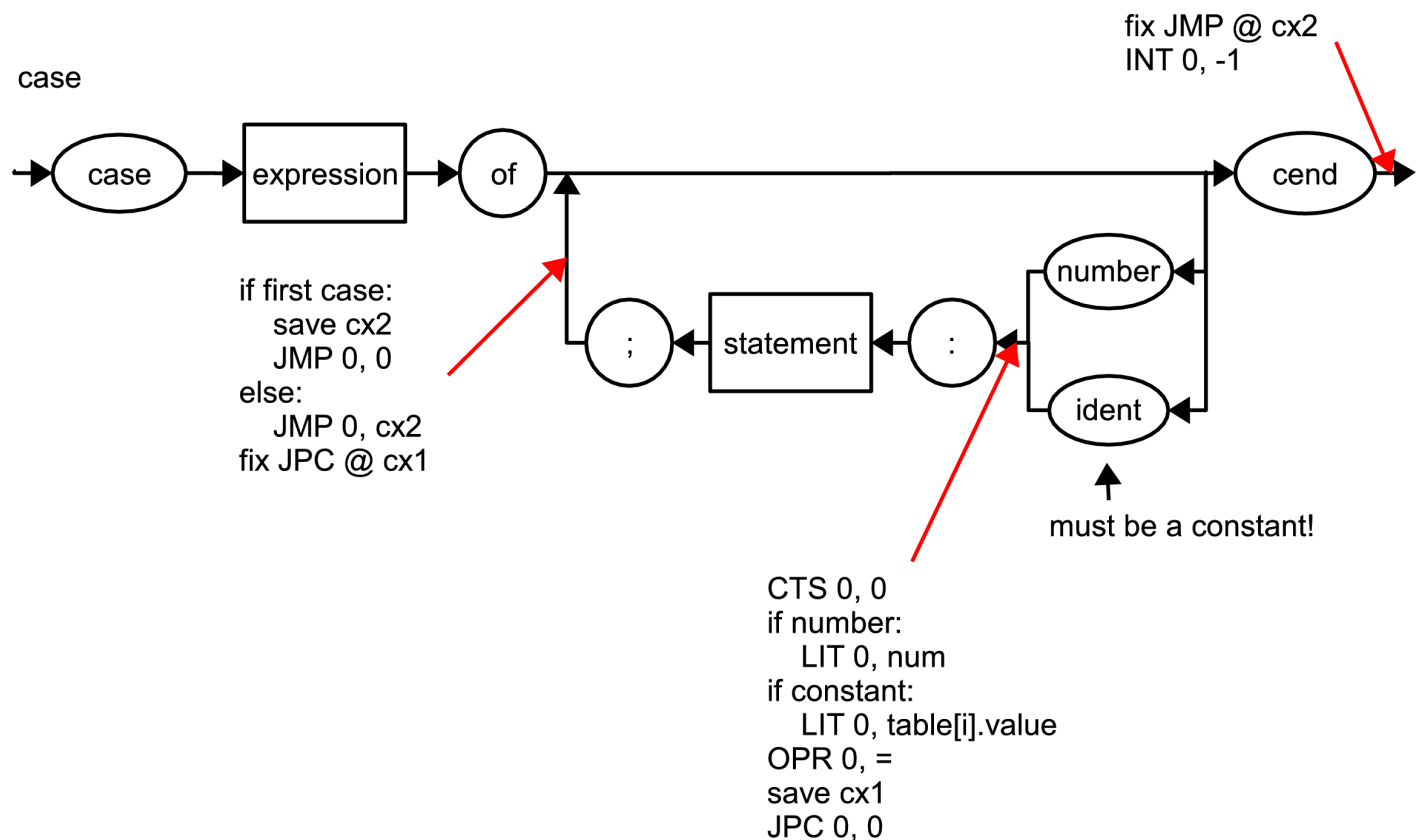 fix JMP @ cx2
INT 0, -1
case
case
expression
of
cend
number
if first case:
save cx2
JMP 0, 0
else:
JMP 0, cx2
fix JPC @ cx1
;
statement
:
ident
must be a constant!
CTS 0, 0
if number:
LIT 0, num
if constant:
LIT 0, table[i].value
OPR 0, =
save cx1
JPC 0, 0